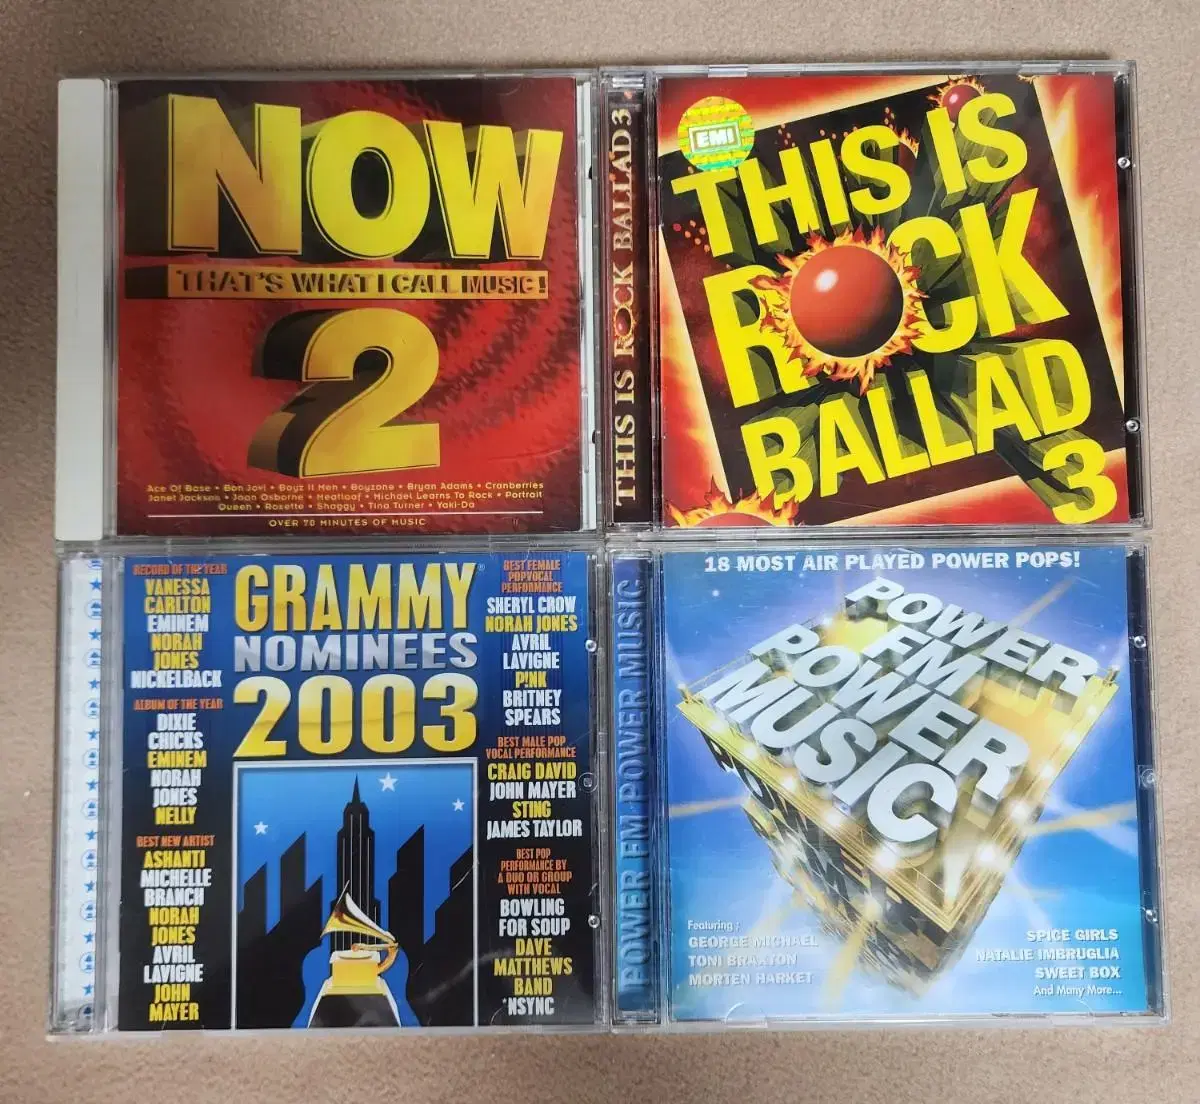 NOW
THAT'S WHAT I CALL MUSIC!
2
Ace Of Base • Bon Jovi • Boyz II Men • Boyzone • Bryan Adams • Cranberries
Janet Jackson • Joan Osborne • Meatloaf • Michael Learns To Rock • Portrait
Queen • Roxette • Shaggy • Tina Turner • Yaki-Da
OVER 70 MINUTES OF MUSIC
THIS IS ROCK BALLAD 3
EMI
THIS IS
ROCK
BALLAD
3
RECORD OF THE YEAR
VANESSA
CARLTON
EMINEM
NORAH
JONES
NICKELBACK
ALBUM OF THE YEAR
DIXIE
CHICKS
EMINEM
NORAH
JONES
NELLY
BEST NEW ARTIST
ASHANTI
MICHELLE
BRANCH
NORAH
JONES
AVRIL
LAVIGNE
JOHN
MAYER
GRAMMY®
NOMINEES
2003
BEST FEMALE
POP VOCAL
PERFORMANCE
SHERYL CROW
NORAH JONES
AVRIL
LAVIGNE
P!NK
BRITNEY
SPEARS
BEST MALE POP
VOCAL PERFORMANCE
CRAIG DAVID
JOHN MAYER
STING
JAMES TAYLOR
BEST POP
PERFORMANCE BY
A DUO OR GROUP
WITH VOCAL
BOWLING
FOR SOUP
DAVE
MATTHEWS
BAND
*NSYNC
POWER FM POWER MUSIC
18 MOST AIR PLAYED POWER POPS!
POWER
FM
POWER
MUSIC
Featuring :
GEORGE MICHAEL
TONI BRAXTON
MORTEN HARKET
SPICE GIRLS
NATALIE IMBRUGLIA
SWEET BOX
And Many More...